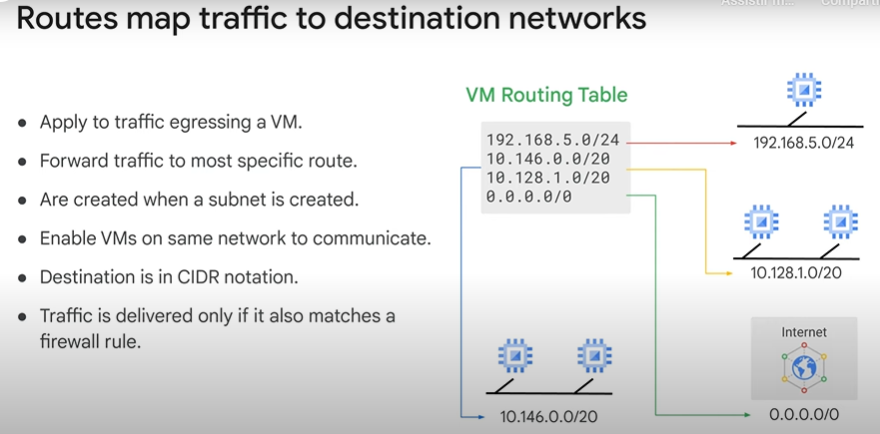 Assistir m...
Compart
Routes map traffic to destination networks
• Apply to traffic egressing a VM.
• Forward traffic to most specific route.
• Are created when a subnet is created.
• Enable VMs on same network to communicate.
• Destination is in CIDR notation.
• Traffic is delivered only if it also matches a
firewall rule.
VM Routing Table
192.168.5.0/24
10.146.0.0/20
10.128.1.0/20
0.0.0.0/0
192.168.5.0/24
10.128.1.0/20
10.146.0.0/20
Internet
0.0.0.0/0